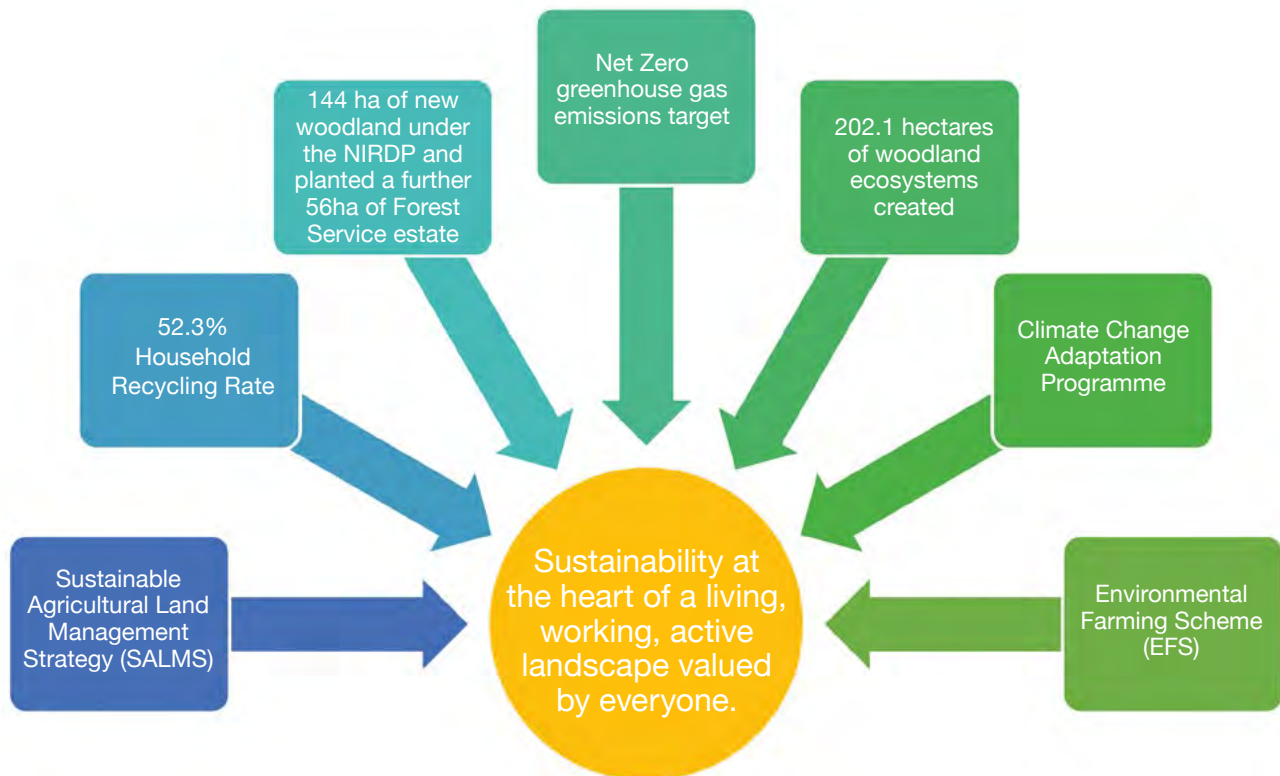 Net Zero
greenhouse gas
emissions target
144 ha of new
woodland under
the NIRDP and
planted a further
56ha of Forest
Service estate
202.1 hectares
of woodland
ecosystems
created
52.3%
Household
Recycling Rate
Climate Change
Adaptation
Programme
Sustainable
Agricultural Land
Management
Strategy (SALMS)
Sustainability at
the heart of a living,
working, active
landscape valued
by everyone.
Environmental
Farming Scheme
(EFS)